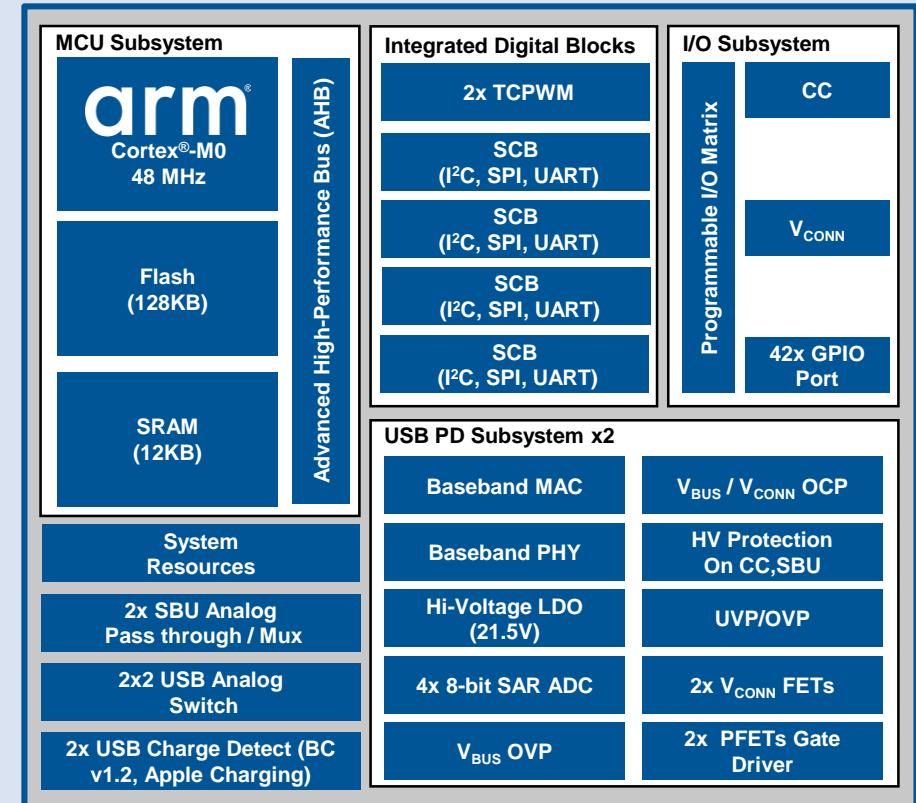 MCU Subsystem
arm®
Cortex®-M0
48 MHz
Flash
(128KB)
SRAM
(12KB)
Advanced High-Performance Bus (AHB)
Integrated Digital Blocks
2x TCPWM
SCB
(I²C, SPI, UART)
SCB
(I²C, SPI, UART)
SCB
(I²C, SPI, UART)
SCB
(I²C, SPI, UART)
I/O Subsystem
Programmable I/O Matrix
CC
VCONN
42x GPIO
Port
System
Resources
2x SBU Analog
Pass through / Mux
2x2 USB Analog
Switch
2x USB Charge Detect (BC
v1.2, Apple Charging)
USB PD Subsystem x2
Baseband MAC
Baseband PHY
Hi-Voltage LDO
(21.5V)
4x 8-bit SAR ADC
VBUS OVP
VBUS / VCONN OCP
HV Protection
On CC,SBU
UVP/OVP
2x VCONN FETs
2x PFETs Gate
Driver